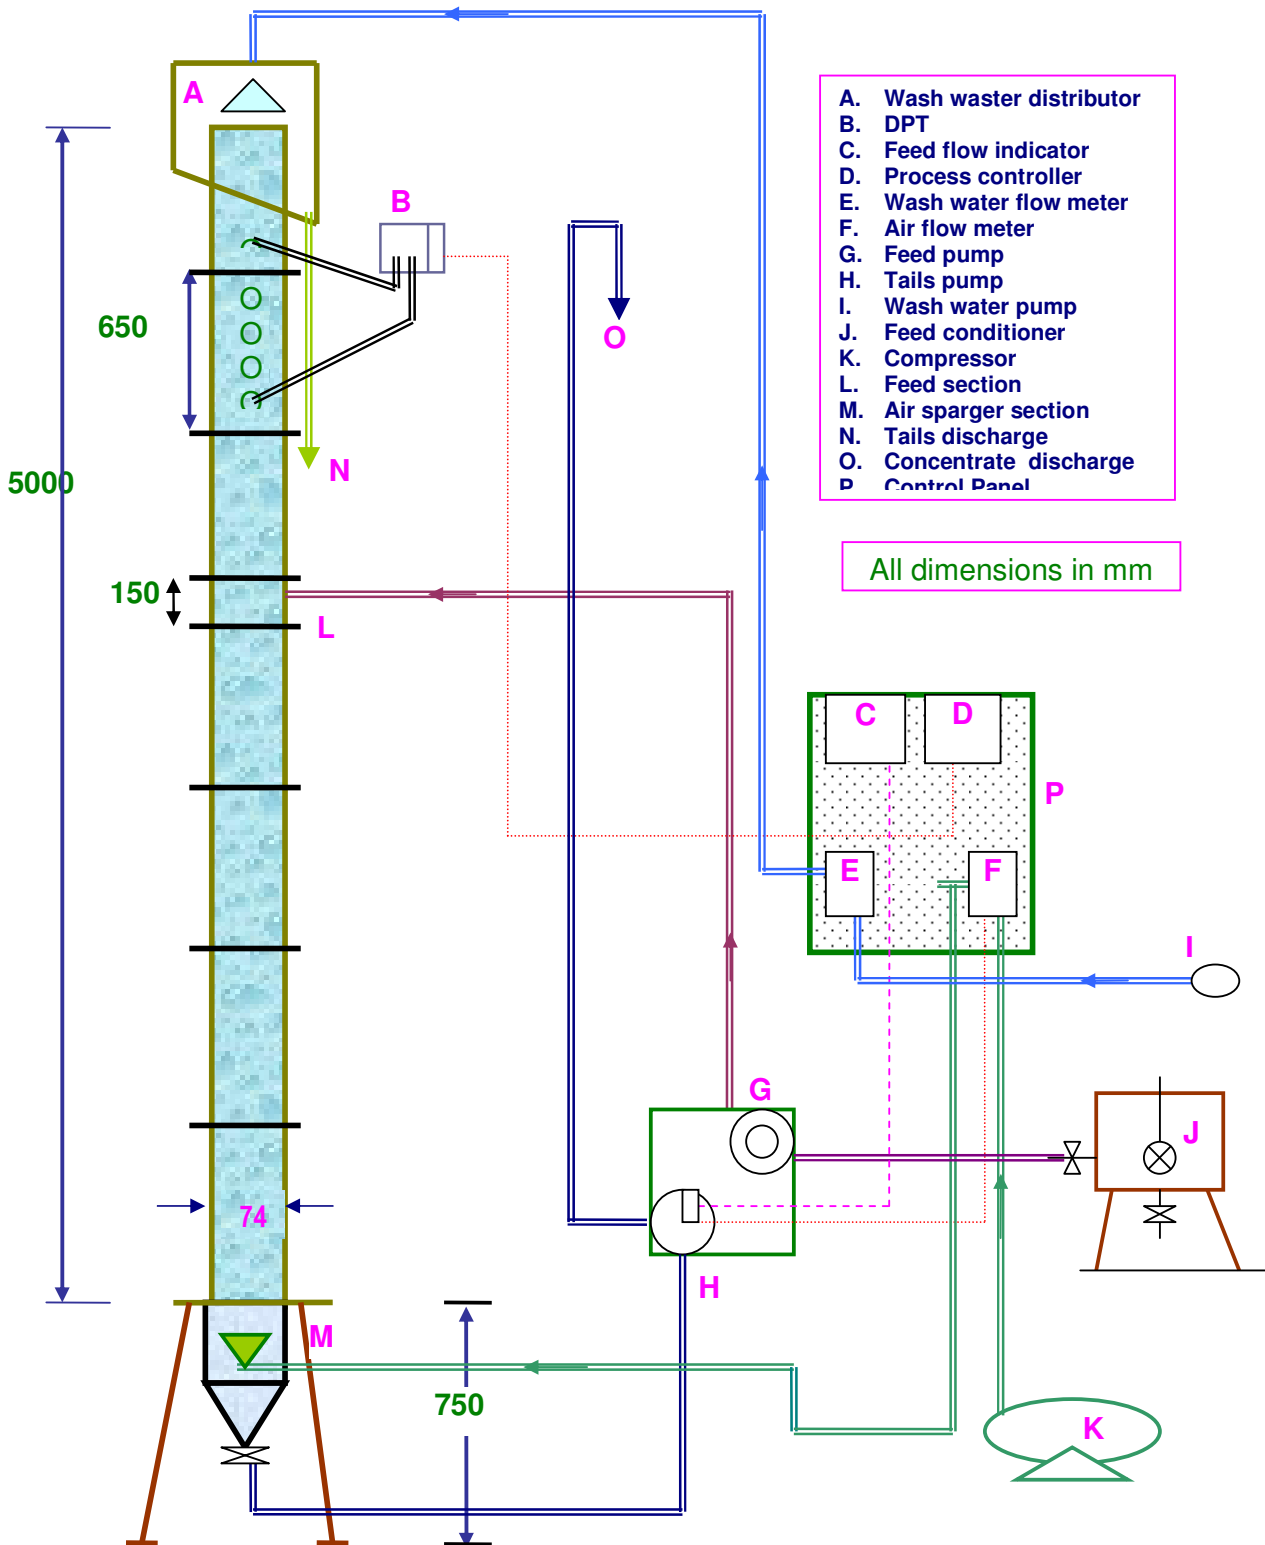 A
A. Wash waster distributor
B. DPT
C. Feed flow indicator
D. Process controller
E. Wash water flow meter
F. Air flow meter
G. Feed pump
H. Tails pump
I. Wash water pump
J. Feed conditioner
K. Compressor
L. Feed section
M. Air sparger section
N. Tails discharge
O. Concentrate discharge
P. Control Panel
B
650
O
5000
N
All dimensions in mm
150
L
C
D
P
E
F
I
G
J
74
H
M
750
K